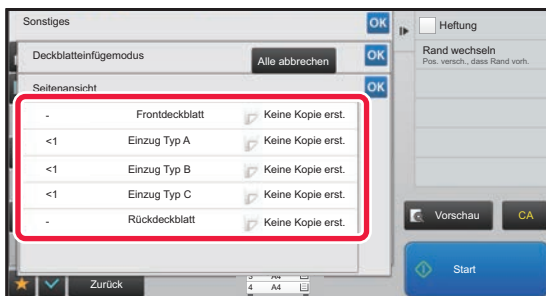 Sonstiges OK
Deckblatteinfügemodus Alle abbrechen OK
Seitenansicht OK
- Frontdeckblatt Keine Kopie erst.
<1 Einzug Typ A Keine Kopie erst.
<1 Einzug Typ B Keine Kopie erst.
<1 Einzug Typ C Keine Kopie erst.
- Rückdeckblatt Keine Kopie erst.
Zurück
4 A4
Heftung
Rand wechseln
Pos. versch., dass Rand vorh.
Vorschau CA
Start